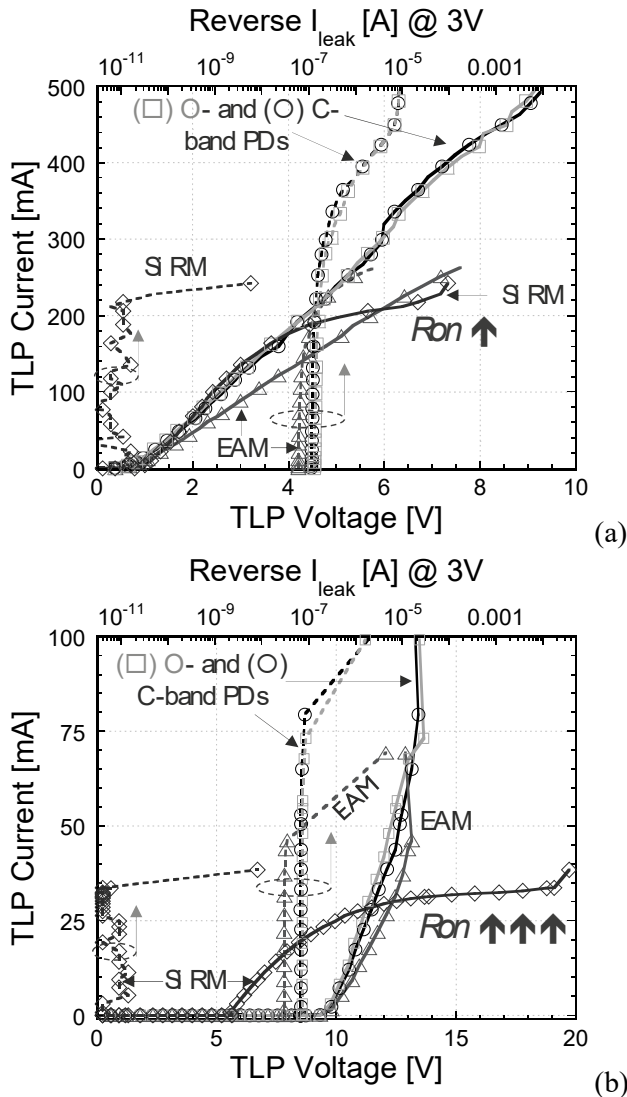 Reverse I_leak [A] @ 3V
10^-11 10^-9 10^-7 10^-5 0.001
500
400
300
200
100
0
TLP Current [mA]
(□) O- and (○) C-
band PDs
Si RM
Si RM
Ron ↑
EAM
0 2 4 6 8 10
TLP Voltage [V]
(a)
Reverse I_leak [A] @ 3V
10^-11 10^-9 10^-7 10^-5 0.001
100
75
50
25
0
TLP Current [mA]
(□) O- and (○)
C-band PDs
EAM
EAM
Ron ↑↑↑
Si RM
0 5 10 15 20
TLP Voltage [V]
(b)